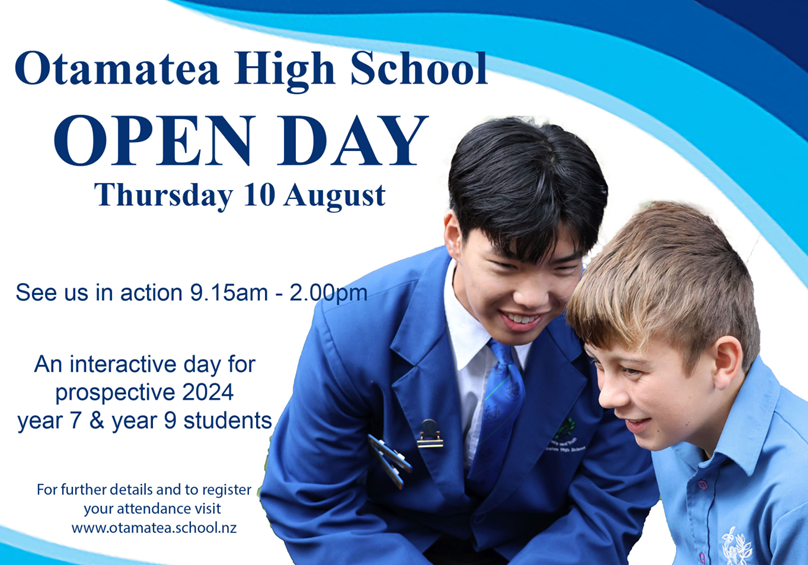 Otamatea High School
OPEN DAY
Thursday 10 August
See us in action 9.15am - 2.00pm
An interactive day for
prospective 2024
year 7 & year 9 students
For further details and to register
your attendance visit
www.otamatea.school.nz